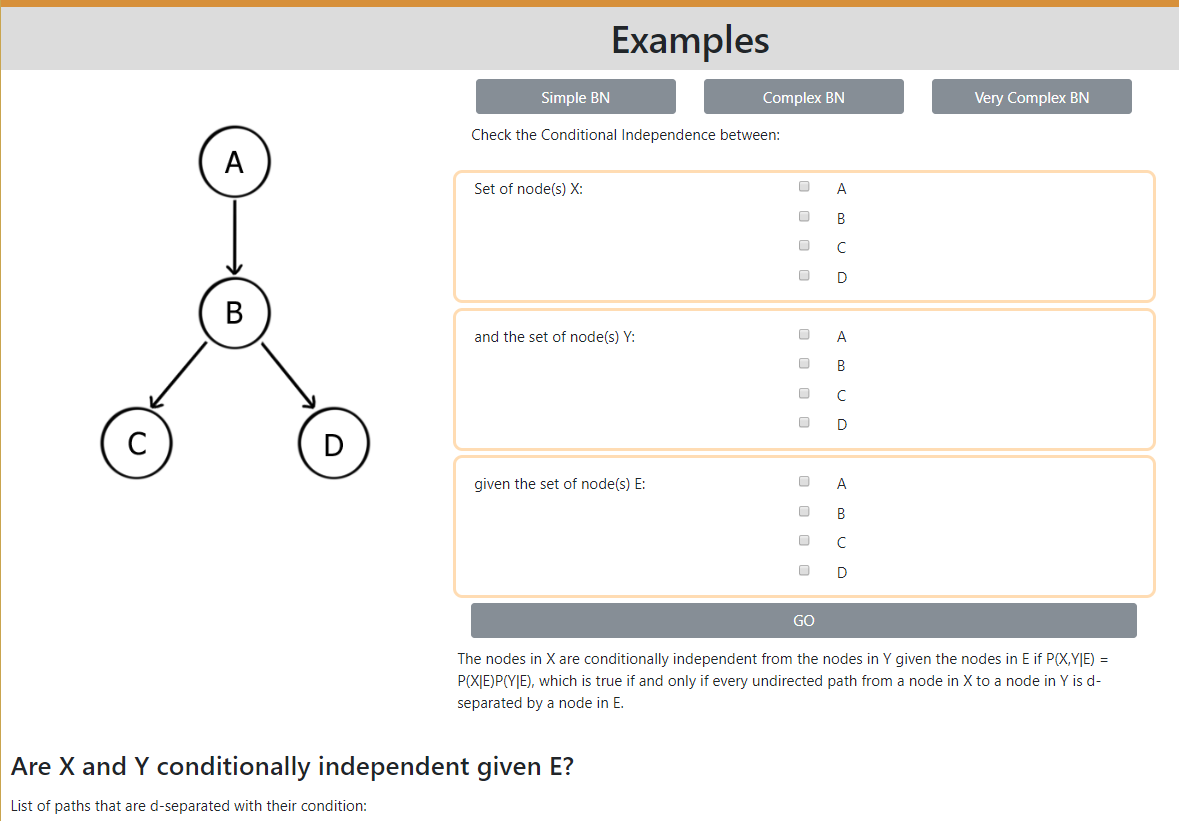 Examples
Simple BN
Complex BN
Very Complex BN
Check the Conditional Independence between:
A
B
C
D
Set of node(s) X:
A
B
C
D
and the set of node(s) Y:
A
B
C
D
given the set of node(s) E:
A
B
C
D
GO
The nodes in X are conditionally independent from the nodes in Y given the nodes in E if P(X,Y|E) =
P(X|E)P(Y|E), which is true if and only if every undirected path from a node in X to a node in Y is d-
separated by a node in E.
Are X and Y conditionally independent given E?
List of paths that are d-separated with their condition: